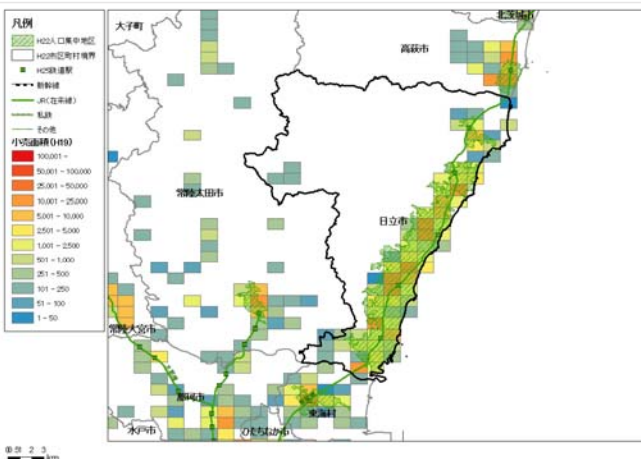 凡例
H22人口集中地区
H22市区町村境界
H25鉄道駅
新幹線
JR(在来線)
私鉄
その他
小売面積(H19)
100,001 ~
50,001 ~ 100,000
25,001 ~ 50,000
10,001 ~ 25,000
5,001 ~ 10,000
2,501 ~ 5,000
1,001 ~ 2,500
501 ~ 1,000
251 ~ 500
101 ~ 250
51 ~ 100
1 ~ 50
大子町
北茨城市
高萩市
常陸太田市
日立市
常陸大宮市
那珂市
東海村
水戸市
ひたちなか市
2 3
km